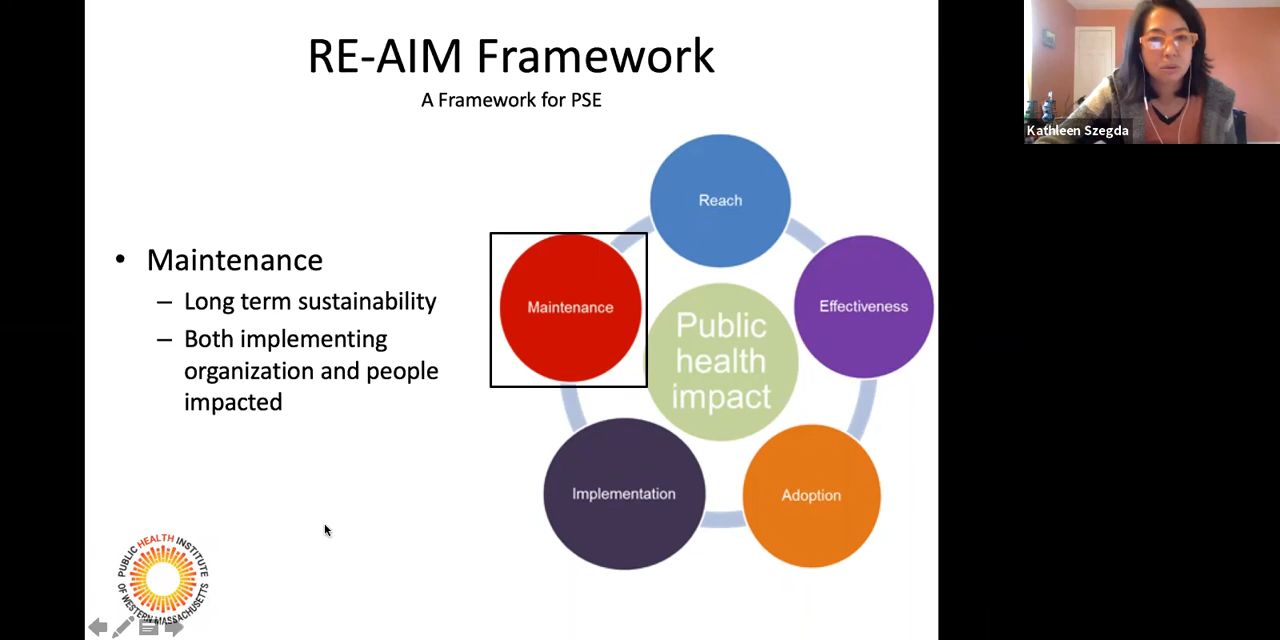 RE-AIM Framework
A Framework for PSE
• Maintenance
– Long term sustainability
– Both implementing
organization and people
impacted
Reach
Maintenance
Effectiveness
Public
health
impact
Implementation
Adoption
PUBLIC HEALTH INSTITUTE
OF WESTERN MASSACHUSETTS
Kathleen Szegda